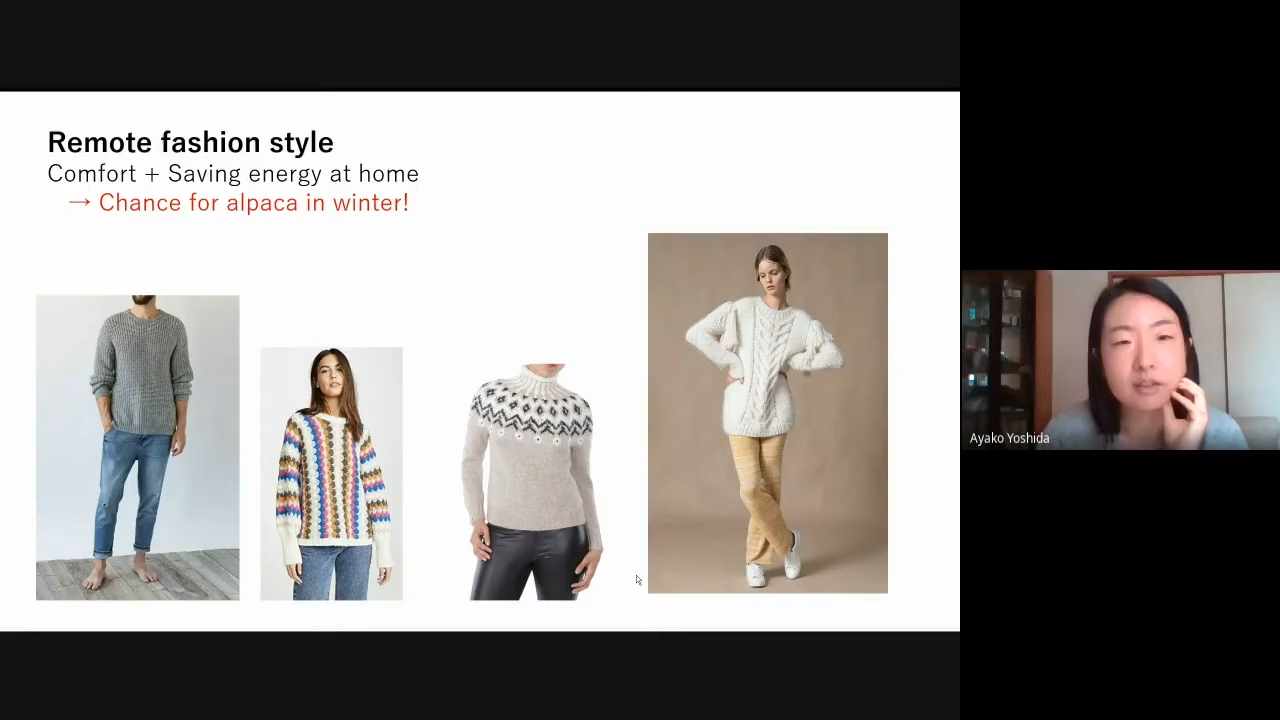 Remote fashion style
Comfort + Saving energy at home
→ Chance for alpaca in winter!
Ayako Yoshida